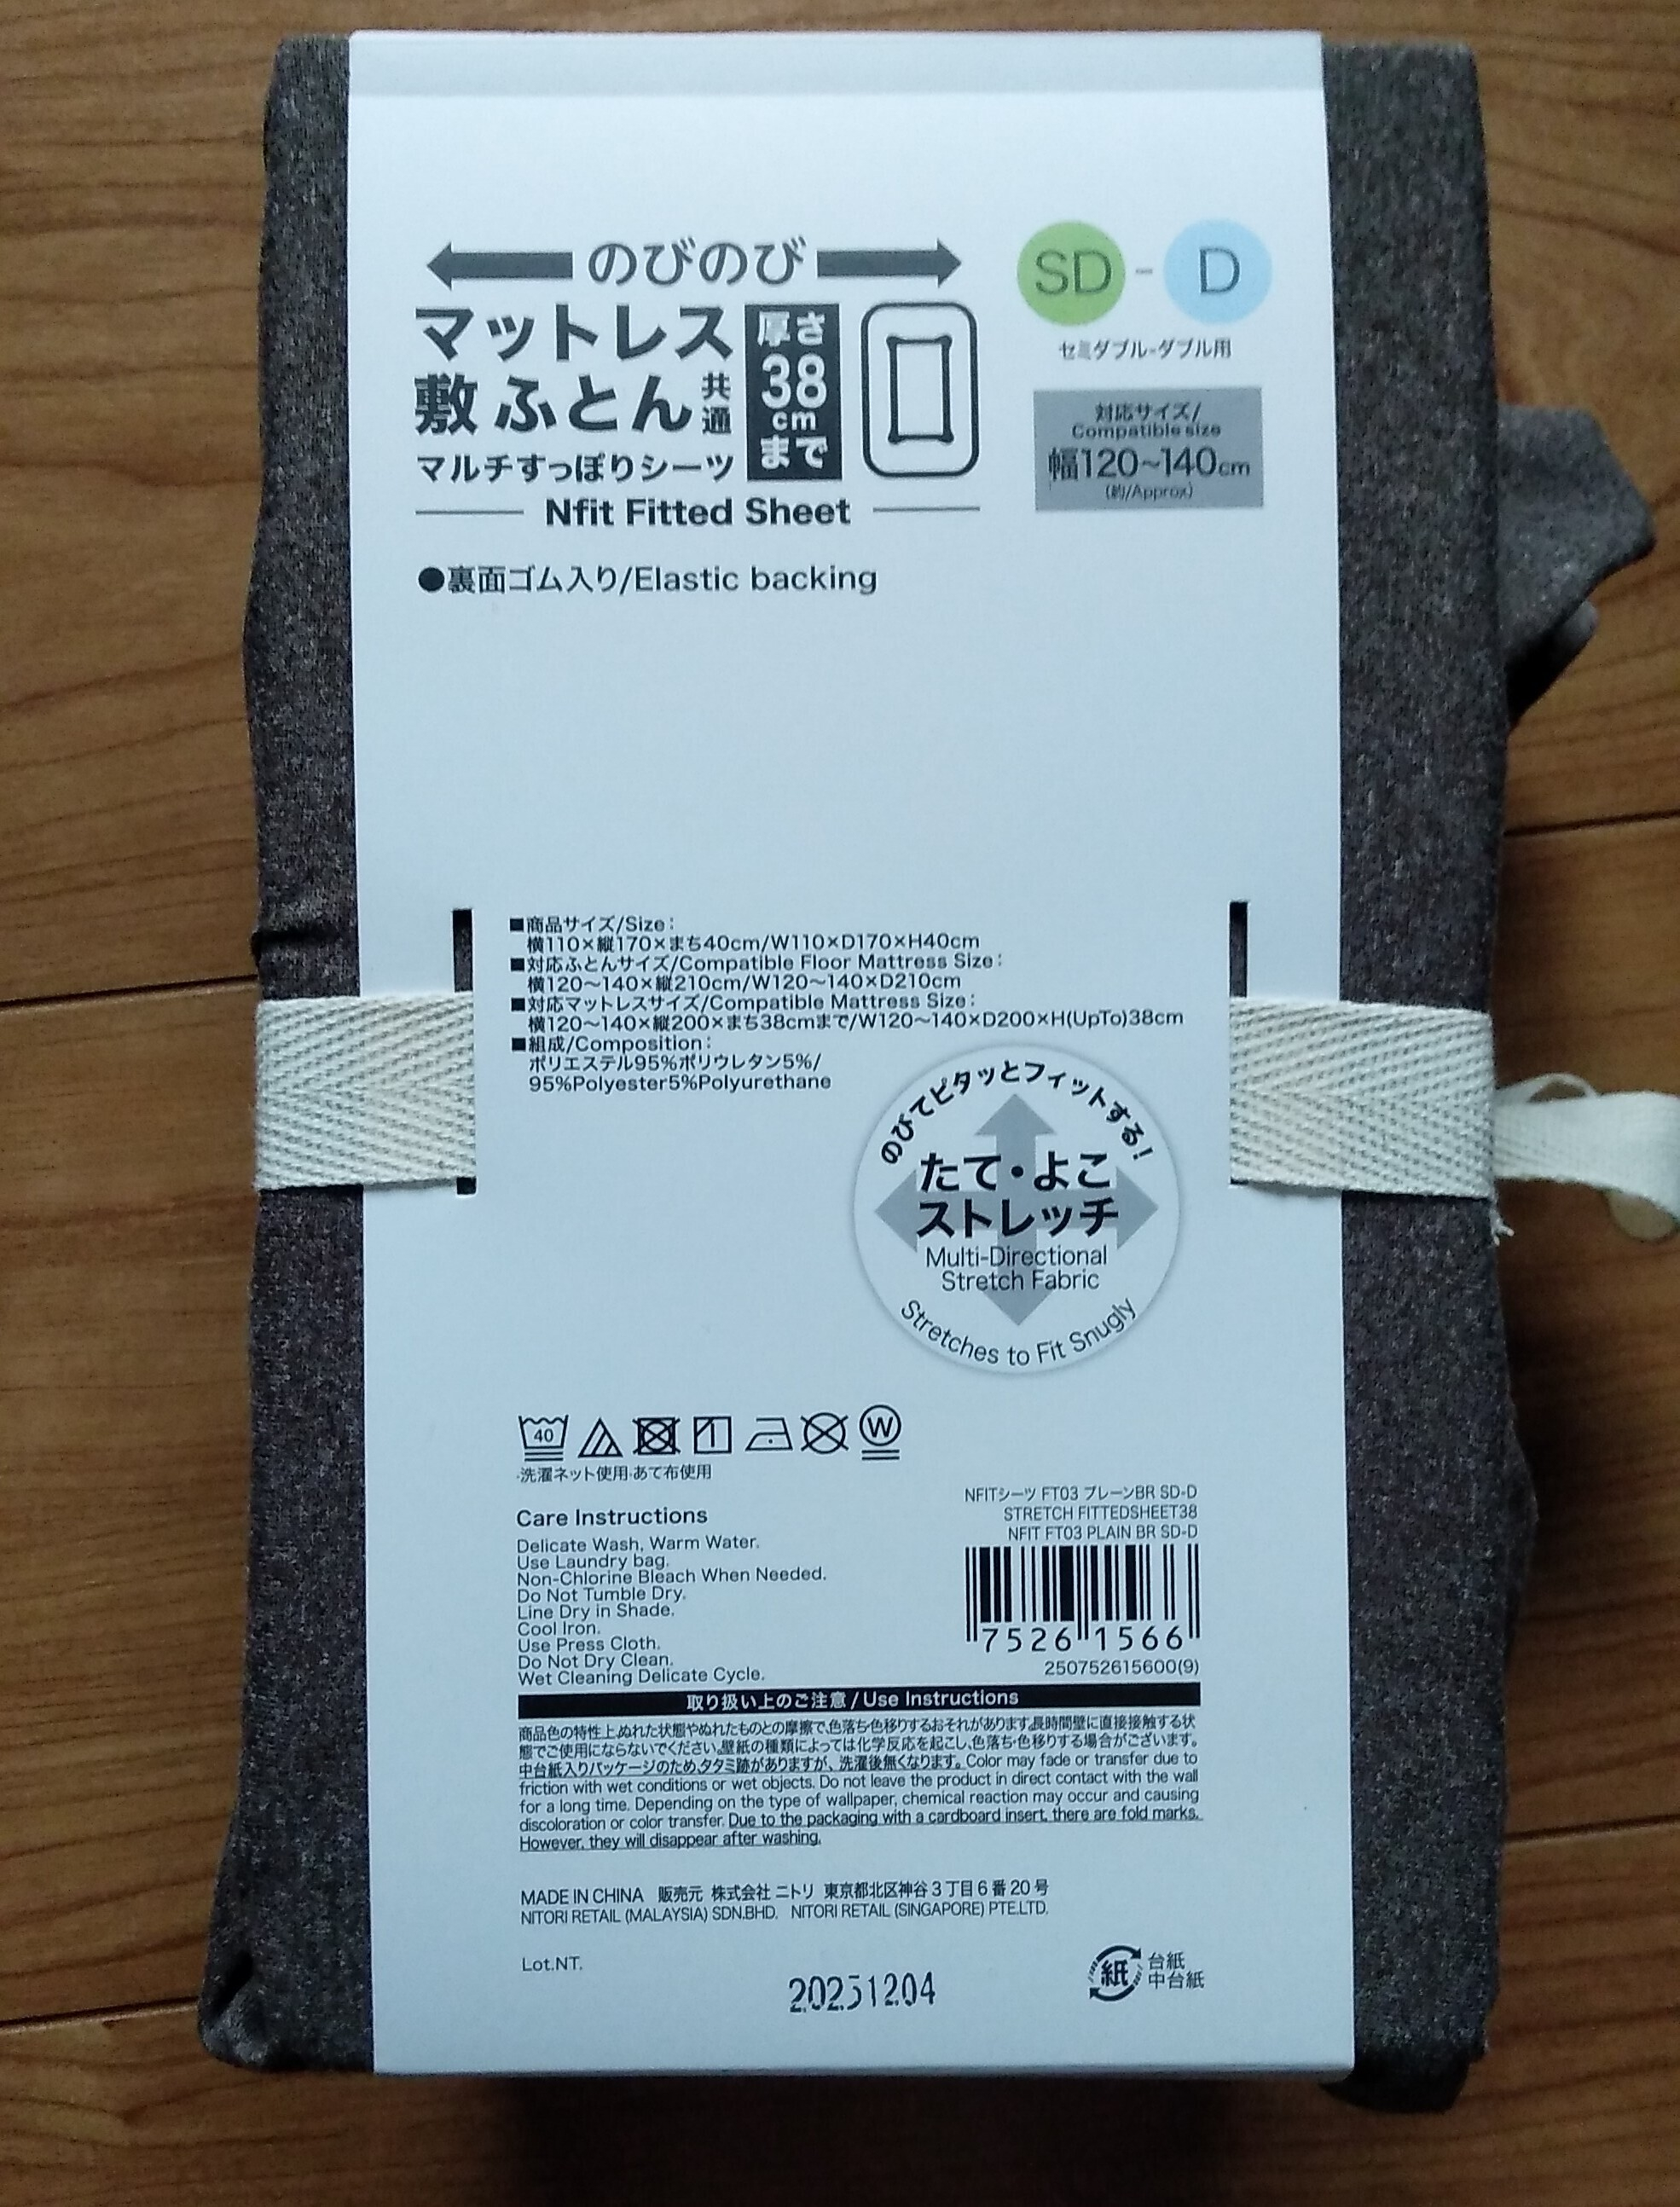 のびのび
マットレス
敷ふとん共通
マルチすっぽりシーツ
厚さ
38
cm
まで
Nfit Fitted Sheet
SD - D
セミダブル-ダブル用
対応サイズ/
Compatible size
幅120~140cm
(約/Approx)
●裏面ゴム入り/Elastic backing
■商品サイズ/Size:
横110×縦170×まち40cm/W110×D170×H40cm
■対応ふとんサイズ/Compatible Floor Mattress Size:
横120~140×縦210cm/W120~140×D210cm
■対応マットレスサイズ/Compatible Mattress Size:
横120~140×縦200×まち38cmまで/W120~140×D200×H(UpTo)38cm
■組成/Composition:
ポリエステル95%ポリウレタン5%/
95%Polyester5%Polyurethane
のびてピタッとフィットする!
たて・よこ
ストレッチ
Multi-Directional
Stretch Fabric
Stretches to Fit Snugly
40
W
·洗濯ネット使用·あて布使用
Care Instructions
Delicate Wash, Warm Water.
Use Laundry bag.
Non-Chlorine Bleach When Needed.
Do Not Tumble Dry.
Line Dry in Shade.
Cool Iron.
Use Press Cloth.
Do Not Dry Clean.
Wet Cleaning Delicate Cycle.
NFITシーツ FT03 プレーンBR SD-D
STRETCH FITTEDSHEET38
NFIT FT03 PLAIN BR SD-D
7526 1566
250752615600(9)
取り扱い上のご注意 / Use Instructions
商品色の特性上、ぬれた状態やぬれたものとの摩擦で、色落ち・色移りするおそれがあります。長時間壁に直接接触する状
態でご使用にならないでください。壁紙の種類によっては化学反応を起こし、色落ち・色移りする場合がございます。
中台紙入りパッケージのため、タタミ跡がありますが、洗濯後無くなります。Color may fade or transfer due to
friction with wet conditions or wet objects. Do not leave the product in direct contact with the wall
for a long time. Depending on the type of wallpaper, chemical reaction may occur and causing
discoloration or color transfer. Due to the packaging with a cardboard insert, there are fold marks.
However, they will disappear after washing.
MADE IN CHINA 販売元 株式会社 ニトリ 東京都北区神谷3丁目6番20号
NITORI RETAIL (MALAYSIA) SDN.BHD. NITORI RETAIL (SINGAPORE) PTE.LTD.
Lot.NT.
20251204
紙
台紙
中台紙